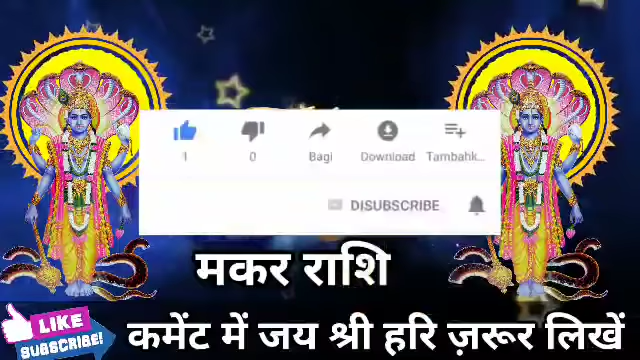 1 0 Bagi Download Tambahk...
DISUBSCRIBE
मकर राशि
LIKE
SUBSCRIBE!
कमेंट में जय श्री हरि ज़रूर लिखें